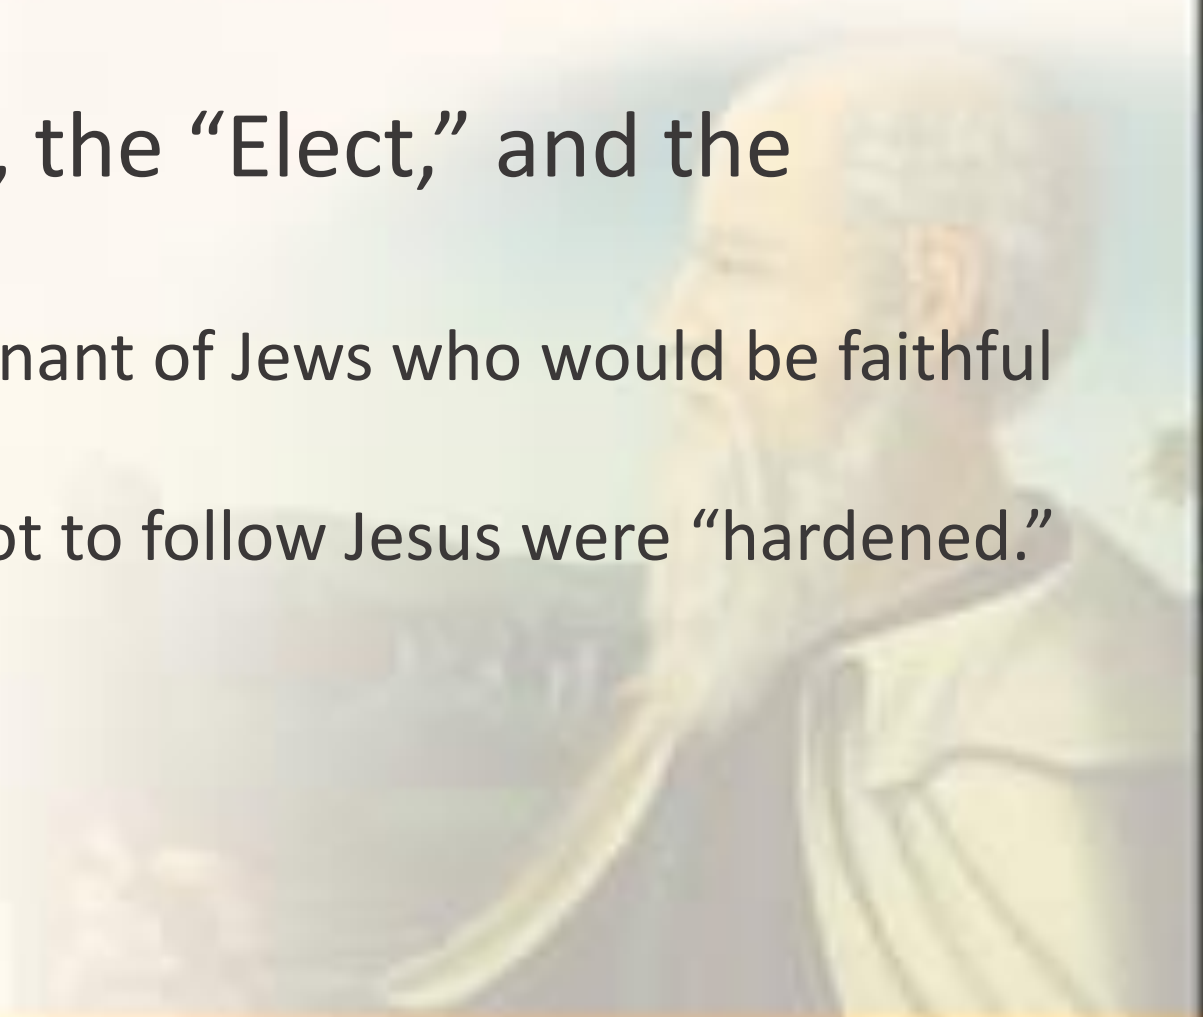 , the “Elect,” and the
nant of Jews who would be faithful
ot to follow Jesus were “hardened.”